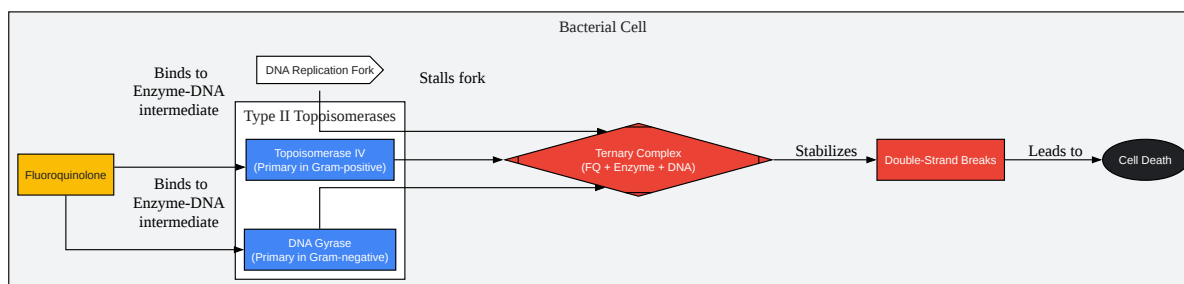 Bacterial Cell
DNA Replication Fork
Stalls fork
Binds to
Enzyme-DNA
intermediate
Type II Topoisomerases
Fluoroquinolone
Topoisomerase IV
(Primary in Gram-positive)
Ternary Complex
(FQ + Enzyme + DNA)
Stabilizes
Double-Strand Breaks
Leads to
Cell Death
Binds to
Enzyme-DNA
intermediate
DNA Gyrase
(Primary in Gram-negative)